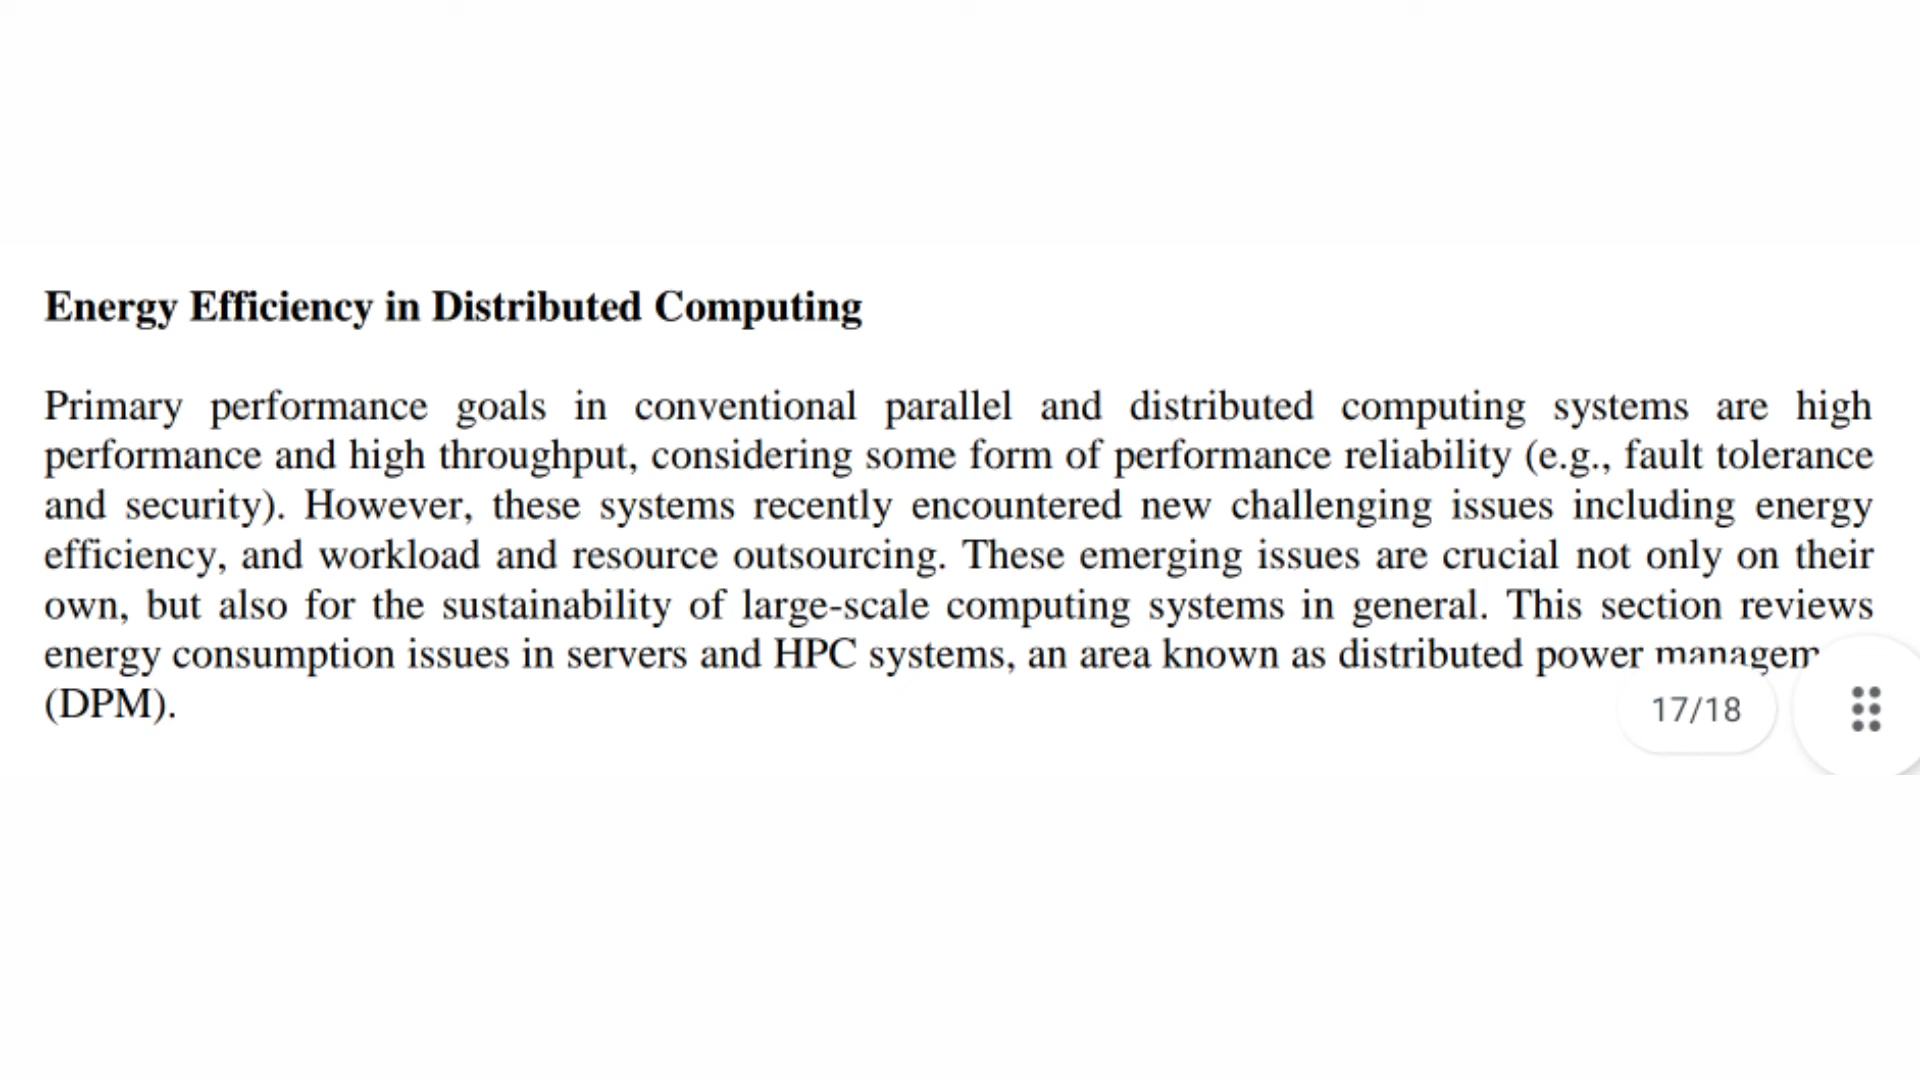 Energy Efficiency in Distributed Computing
Primary performance goals in conventional parallel and distributed computing systems are high
performance and high throughput, considering some form of performance reliability (e.g., fault tolerance
and security). However, these systems recently encountered new challenging issues including energy
efficiency, and workload and resource outsourcing. These emerging issues are crucial not only on their
own, but also for the sustainability of large-scale computing systems in general. This section reviews
energy consumption issues in servers and HPC systems, an area known as distributed power managem
(DPM).
17/18